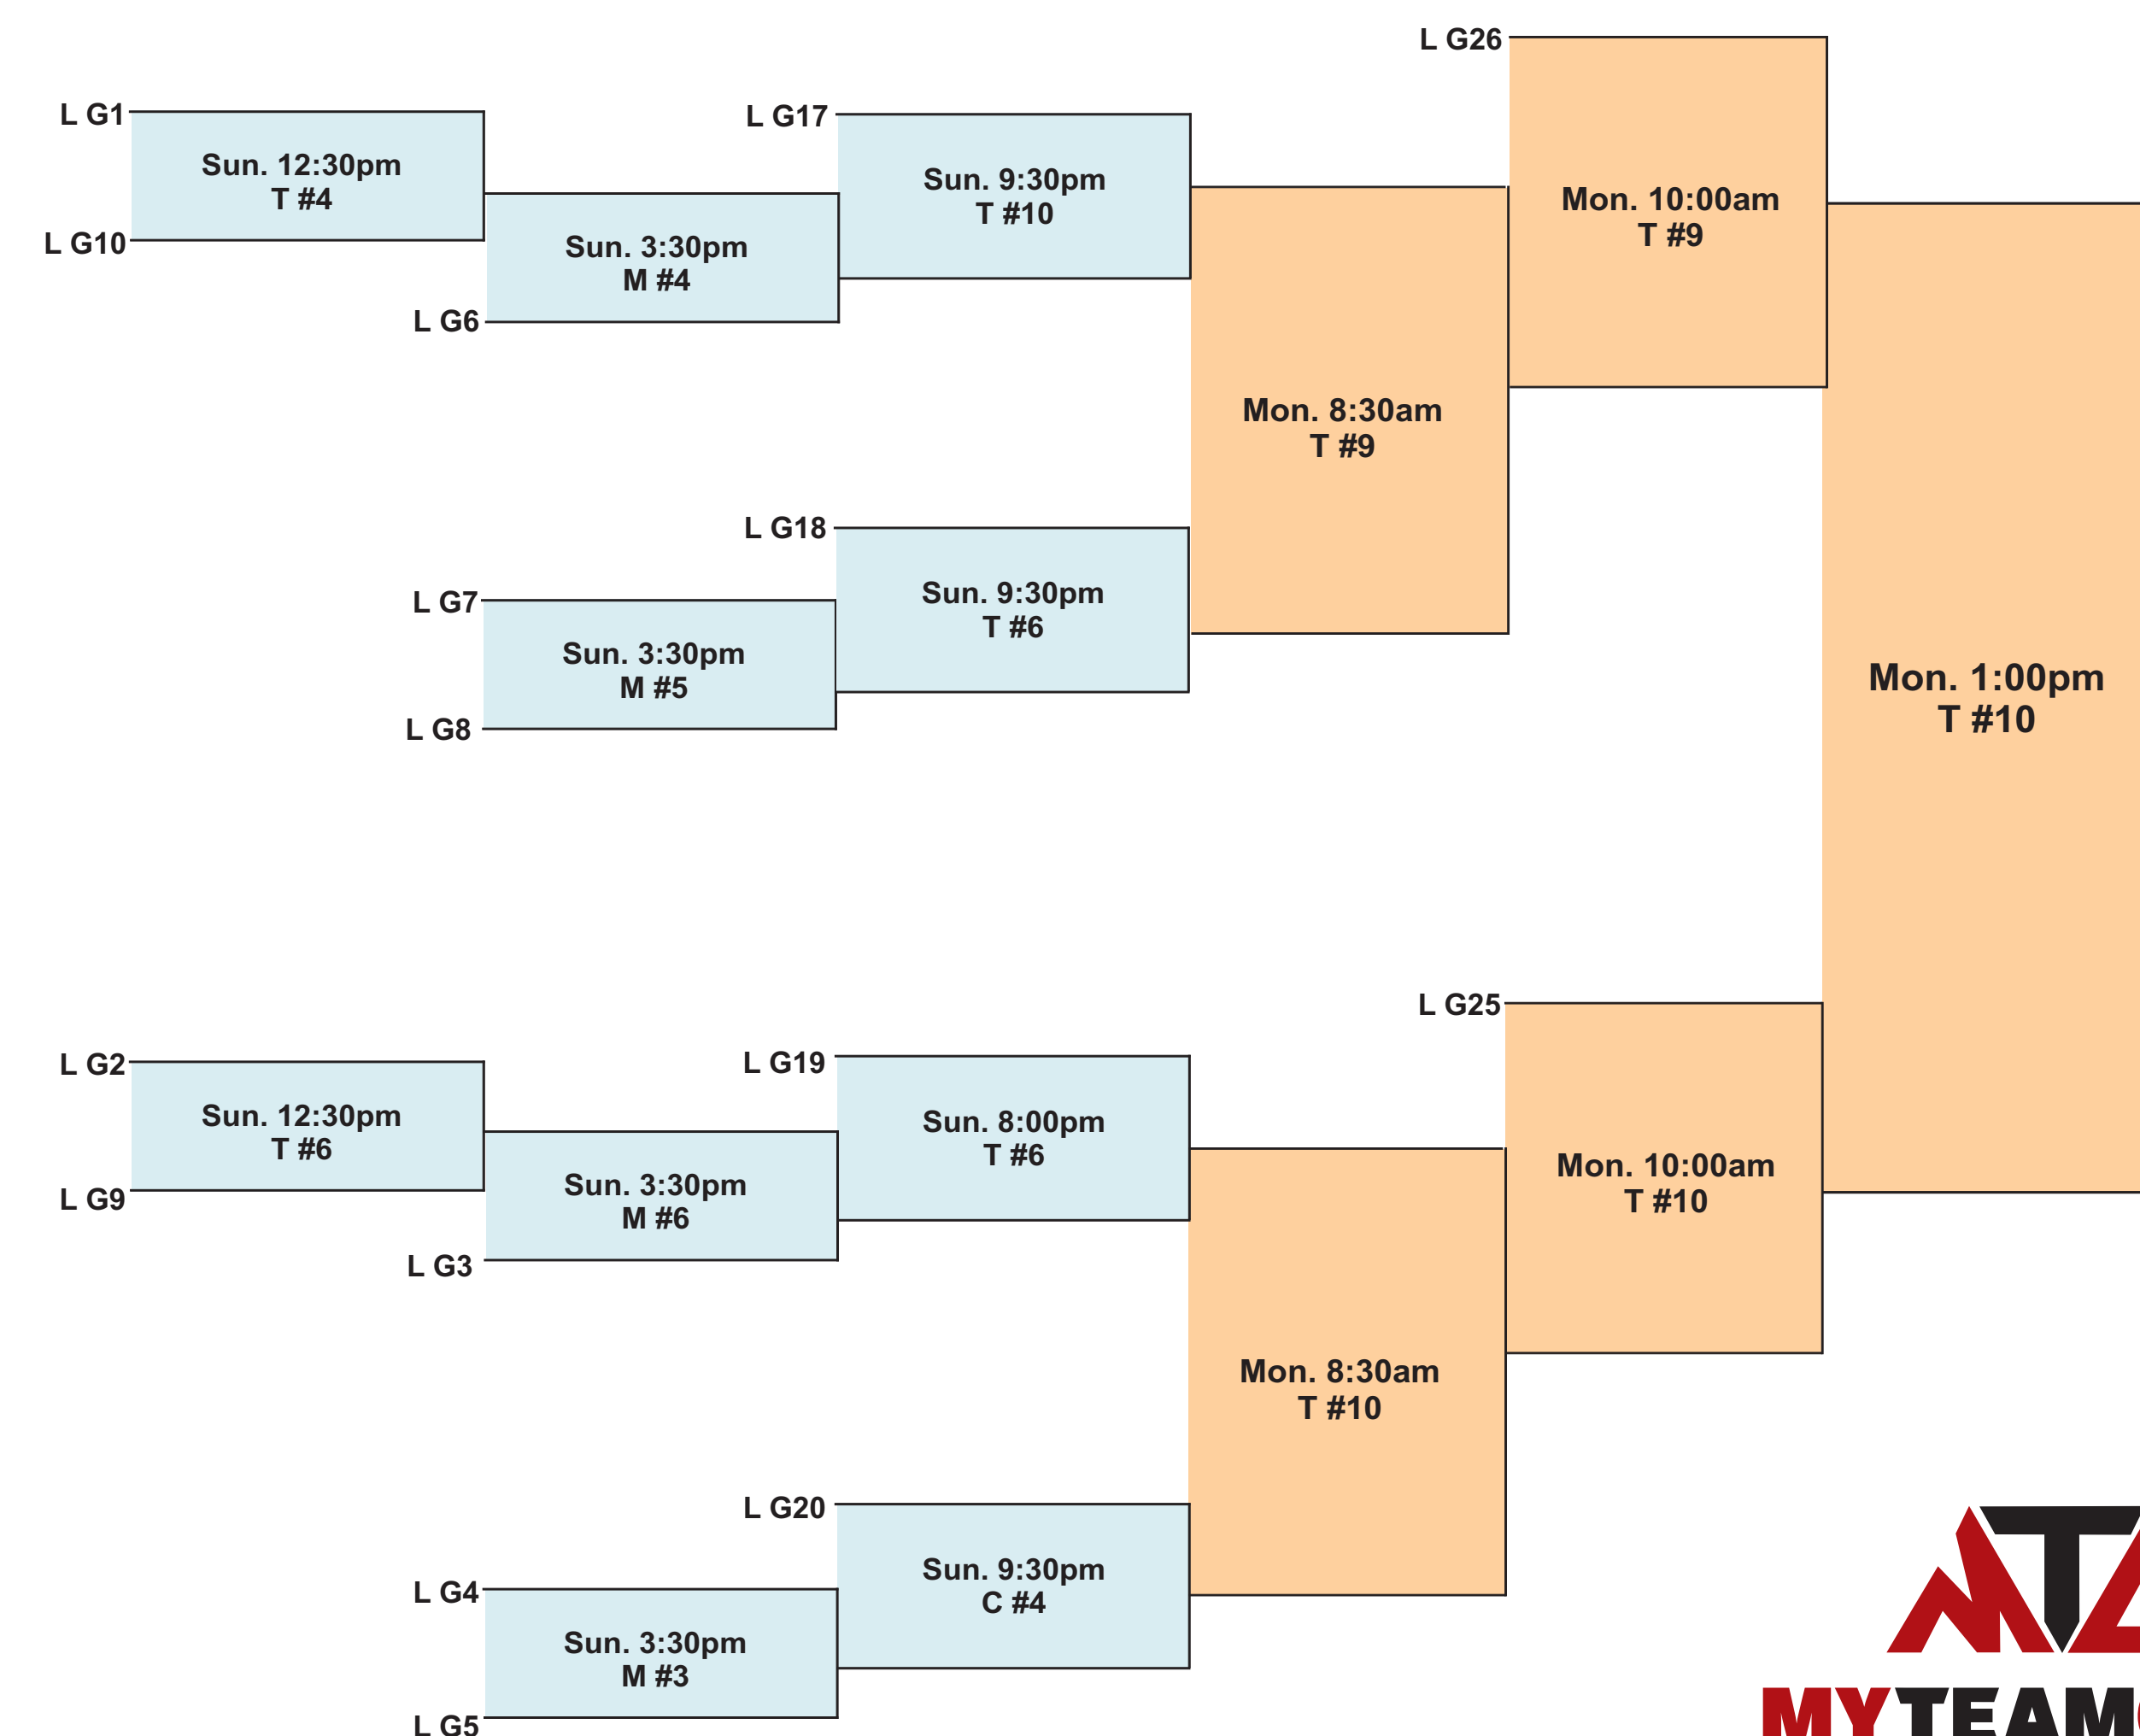 L G26
L G1
L G17
Sun. 12:30pm
T #4
Sun. 9:30pm
T #10
Mon. 10:00am
T #9
L G10
Sun. 3:30pm
M #4
L G6
Mon. 8:30am
T #9
L G18
L G7
Sun. 9:30pm
T #6
Sun. 3:30pm
M #5
L G8
Mon. 1:00pm
T #10
L G25
L G2
L G19
Sun. 12:30pm
T #6
Sun. 8:00pm
T #6
Mon. 10:00am
T #10
L G9
Sun. 3:30pm
M #6
L G3
Mon. 8:30am
T #10
L G20
L G4
Sun. 9:30pm
C #4
Sun. 3:30pm
M #3
L G5
MYTEAM